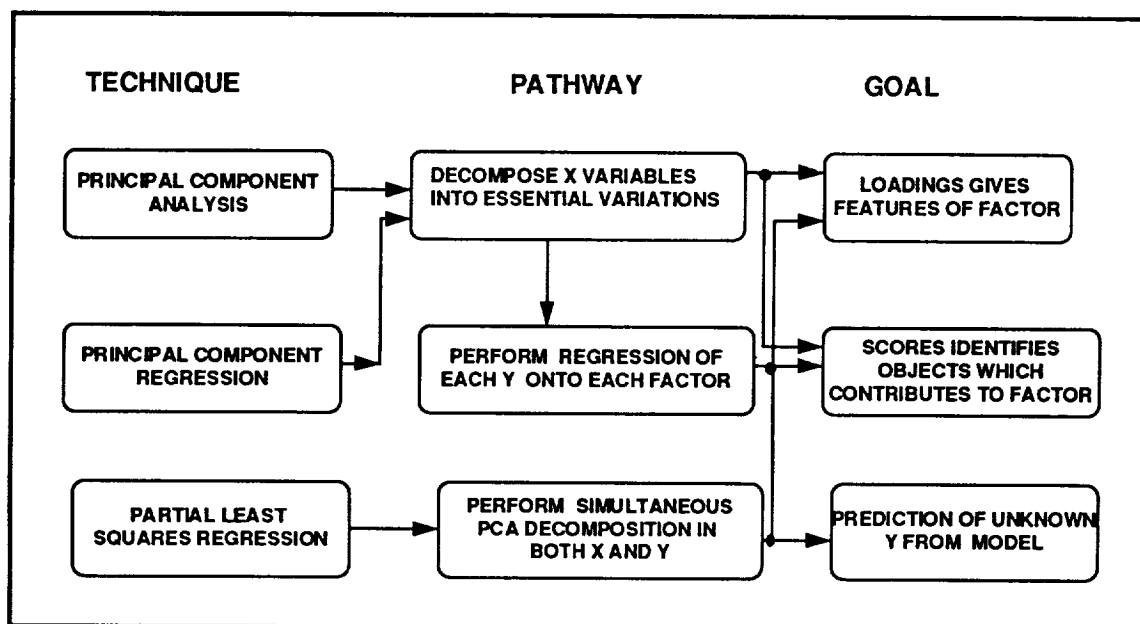 TECHNIQUE
PATHWAY
GOAL
PRINCIPAL COMPONENT
ANALYSIS
DECOMPOSE X VARIABLES
INTO ESSENTIAL VARIATIONS
LOADINGS GIVES
FEATURES OF FACTOR
PRINCIPAL COMPONENT
REGRESSION
PERFORM REGRESSION OF
EACH Y ONTO EACH FACTOR
SCORES IDENTIFIES
OBJECTS WHICH
CONTRIBUTES TO FACTOR
PARTIAL LEAST
SQUARES REGRESSION
PERFORM SIMULTANEOUS
PCA DECOMPOSITION IN
BOTH X AND Y
PREDICTION OF UNKNOWN
Y FROM MODEL